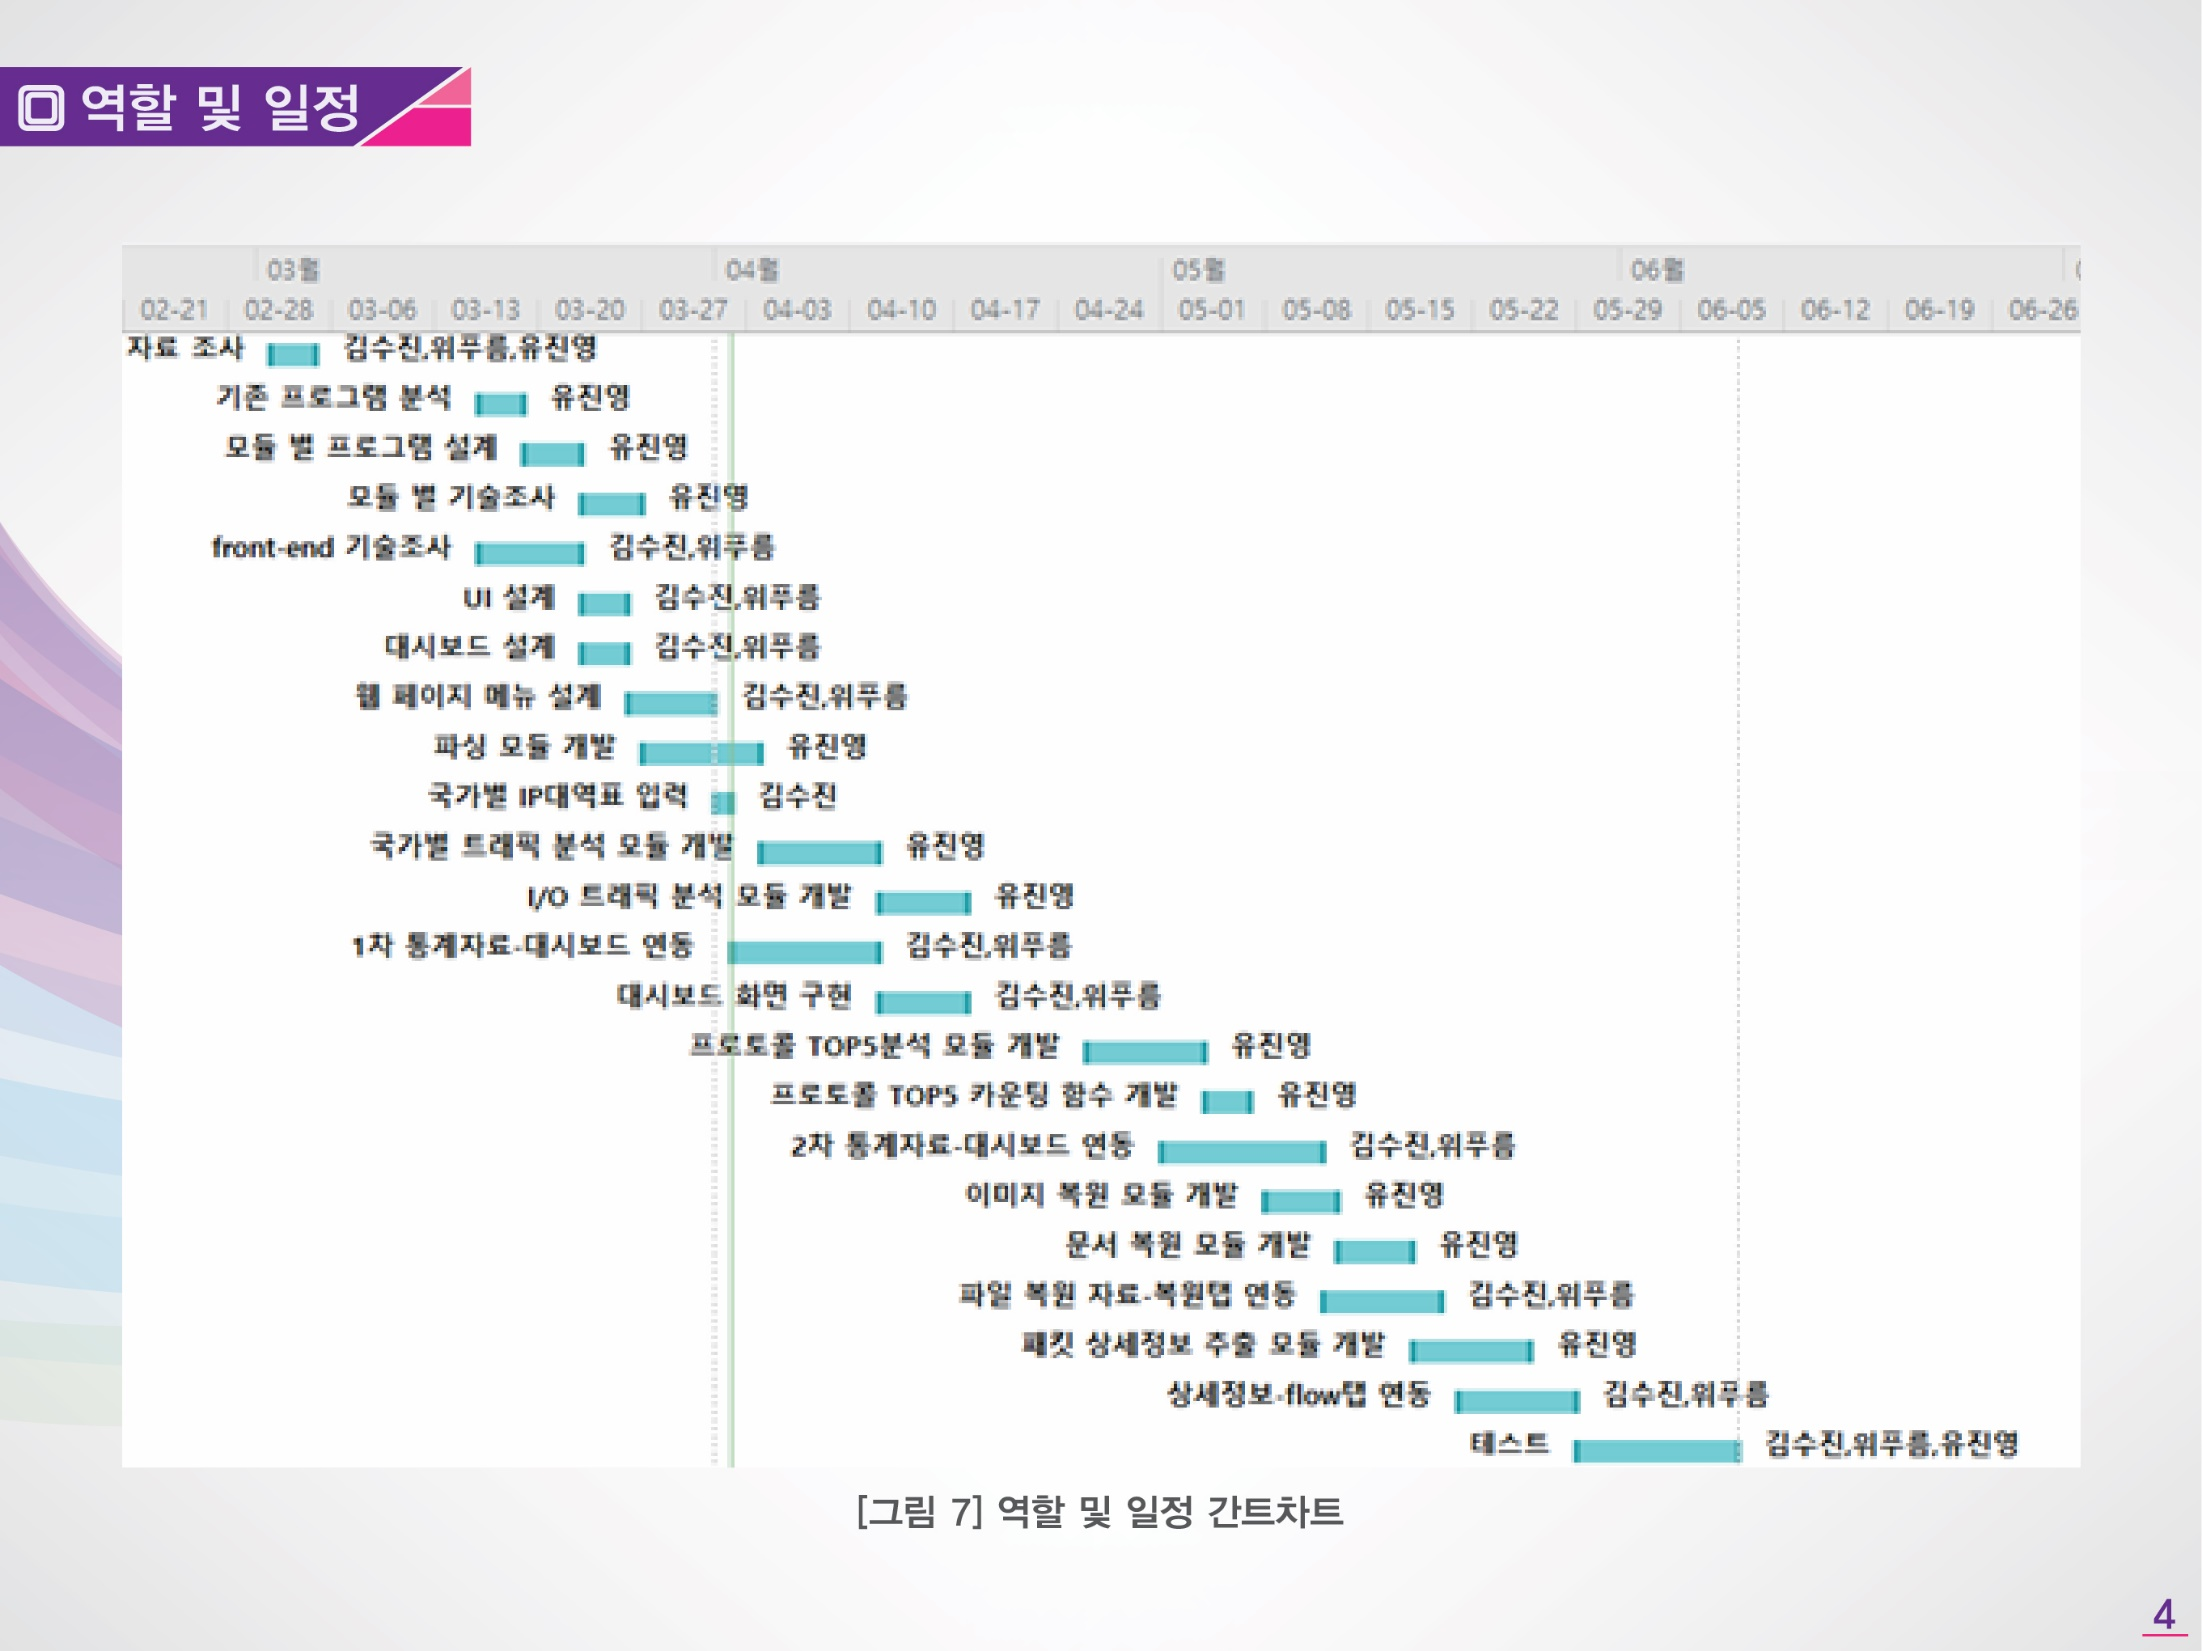 역할 및 일정
03월 04월 05월 06월
02-21 02-28 03-06 03-13 03-20 03-27 04-03 04-10 04-17 04-24 05-01 05-08 05-15 05-22 05-29 06-05 06-12 06-19 06-26
자료 조사 김수진,위푸름,유진영
기존 프로그램 분석 유진영
모듈 별 프로그램 설계 유진영
모듈 별 기술조사 유진영
front-end 기술조사 김수진,위푸름
UI 설계 김수진,위푸름
대시보드 설계 김수진,위푸름
웹 페이지 메뉴 설계 김수진,위푸름
파싱 모듈 개발 유진영
국가별 IP대역표 입력 김수진
국가별 트래픽 분석 모듈 개발 유진영
I/O 트래픽 분석 모듈 개발 유진영
1차 통계자료-대시보드 연동 김수진,위푸름
대시보드 화면 구현 김수진,위푸름
프로토콜 TOP5분석 모듈 개발 유진영
프로토콜 TOP5 카운팅 함수 개발 유진영
2차 통계자료-대시보드 연동 김수진,위푸름
이미지 복원 모듈 개발 유진영
문서 복원 모듈 개발 유진영
파일 복원 자료-복원탭 연동 김수진,위푸름
패킷 상세정보 추출 모듈 개발 유진영
상세정보-flow탭 연동 김수진,위푸름
테스트 김수진,위푸름,유진영
[그림 7] 역할 및 일정 간트차트
4